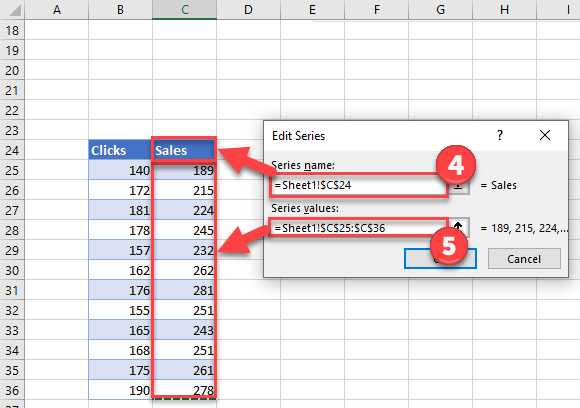 A B C D E F G H I
18
19
20
21
22
23
24 Clicks Sales
25 140 189
26 172 215
27 181 224
28 178 245
29 157 232
30 162 262
31 176 281
32 155 251
33 165 243
34 168 251
35 175 261
36 190 278
Edit Series ? ×
Series name:
=Sheet1!$C$24 = Sales
4
Series values:
=Sheet1!$C$25:$C$36 = 189, 215, 224,...
5
Cancel